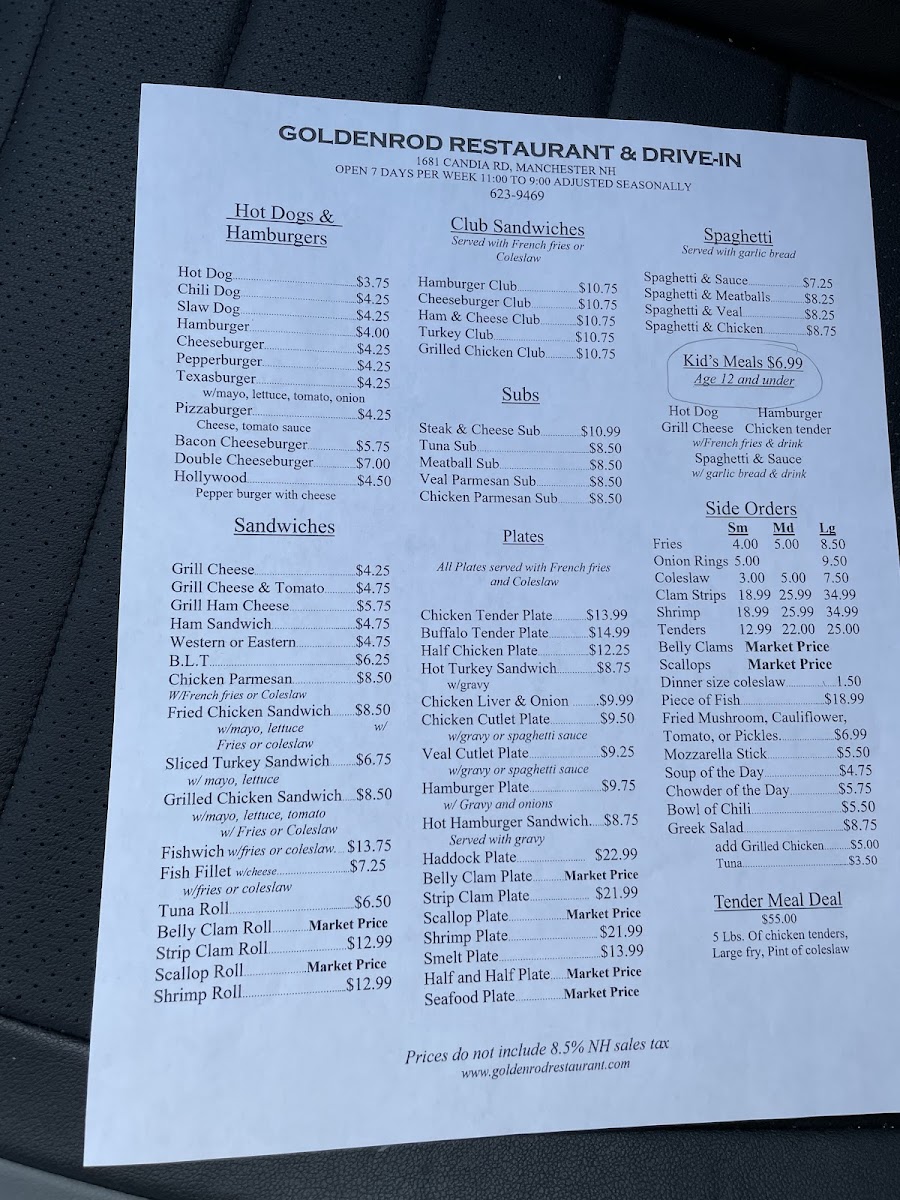 GOLDENROD RESTAURANT & DRIVE-IN
1681 CANDIA RD, MANCHESTER NH
OPEN 7 DAYS PER WEEK 11:00 TO 9:00 ADJUSTED SEASONALLY
623-9469
Hot Dogs &
Hamburgers
Hot Dog $3.75
Chili Dog $4.25
Slaw Dog $4.25
Hamburger $4.00
Cheeseburger $4.25
Pepperburger $4.25
Texasburger $4.25
w/mayo, lettuce, tomato, onion
Pizzaburger $4.25
Cheese, tomato sauce
Bacon Cheeseburger $5.75
Double Cheeseburger $7.00
Hollywood $4.50
Pepper burger with cheese
Sandwiches
Grill Cheese $4.25
Grill Cheese & Tomato $4.75
Grill Ham Cheese $5.75
Ham Sandwich $4.75
Western or Eastern $4.75
B.L.T $6.25
Chicken Parmesan $8.50
W/French fries or Coleslaw
Fried Chicken Sandwich $8.50
w/mayo, lettuce w/
Fries or coleslaw
Sliced Turkey Sandwich $6.75
w/ mayo, lettuce
Grilled Chicken Sandwich $8.50
w/mayo, lettuce, tomato
w/ Fries or Coleslaw
Fishwich w/fries or coleslaw. $13.75
Fish Fillet w/cheese $7.25
w/fries or coleslaw
Tuna Roll $6.50
Belly Clam Roll Market Price
Strip Clam Roll $12.99
Scallop Roll Market Price
Shrimp Roll $12.99
Club Sandwiches
Served with French fries or
Coleslaw
Hamburger Club $10.75
Cheeseburger Club $10.75
Ham & Cheese Club $10.75
Turkey Club $10.75
Grilled Chicken Club $10.75
Subs
Steak & Cheese Sub $10.99
Tuna Sub $8.50
Meatball Sub $8.50
Veal Parmesan Sub $8.50
Chicken Parmesan Sub $8.50
Plates
All Plates served with French fries
and Coleslaw
Chicken Tender Plate $13.99
Buffalo Tender Plate $14.99
Half Chicken Plate $12.25
Hot Turkey Sandwich $8.75
w/gravy
Chicken Liver & Onion $9.99
Chicken Cutlet Plate $9.50
w/gravy or spaghetti sauce
Veal Cutlet Plate $9.25
w/gravy or spaghetti sauce
Hamburger Plate $9.75
w/ Gravy and onions
Hot Hamburger Sandwich $8.75
Served with gravy
Haddock Plate $22.99
Belly Clam Plate Market Price
Strip Clam Plate $21.99
Scallop Plate Market Price
Shrimp Plate $21.99
Smelt Plate $13.99
Half and Half Plate Market Price
Seafood Plate Market Price
Spaghetti
Served with garlic bread
Spaghetti & Sauce $7.25
Spaghetti & Meatballs $8.25
Spaghetti & Veal $8.25
Spaghetti & Chicken $8.75
Kid's Meals $6.99
Age 12 and under
Hot Dog Hamburger
Grill Cheese Chicken tender
w/French fries & drink
Spaghetti & Sauce
w/ garlic bread & drink
Side Orders
Sm Md Lg
Fries 4.00 5.00 8.50
Onion Rings 5.00 9.50
Coleslaw 3.00 5.00 7.50
Clam Strips 18.99 25.99 34.99
Shrimp 18.99 25.99 34.99
Tenders 12.99 22.00 25.00
Belly Clams Market Price
Scallops Market Price
Dinner size coleslaw 1.50
Piece of Fish $18.99
Fried Mushroom, Cauliflower,
Tomato, or Pickles $6.99
Mozzarella Stick $5.50
Soup of the Day $4.75
Chowder of the Day $5.75
Bowl of Chili $5.50
Greek Salad $8.75
add Grilled Chicken $5.00
Tuna $3.50
Tender Meal Deal
$55.00
5 Lbs. Of chicken tenders,
Large fry, Pint of coleslaw
Prices do not include 8.5% NH sales tax
www.goldenrodrestaurant.com